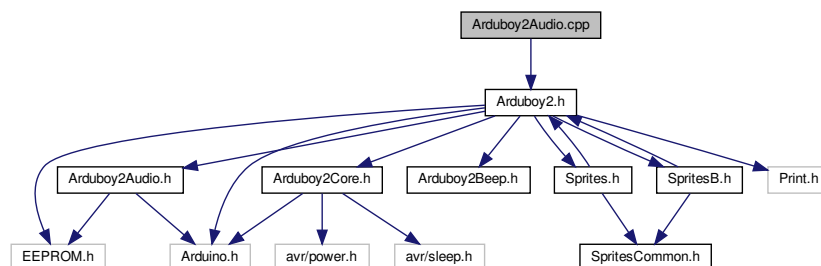 Arduboy2Audio.cpp
Arduboy2.h
Arduboy2Audio.h
Arduboy2Core.h
Arduboy2Beep.h
Sprites.h
SpritesB.h
Print.h
EEPROM.h
Arduino.h
avr/power.h
avr/sleep.h
SpritesCommon.h